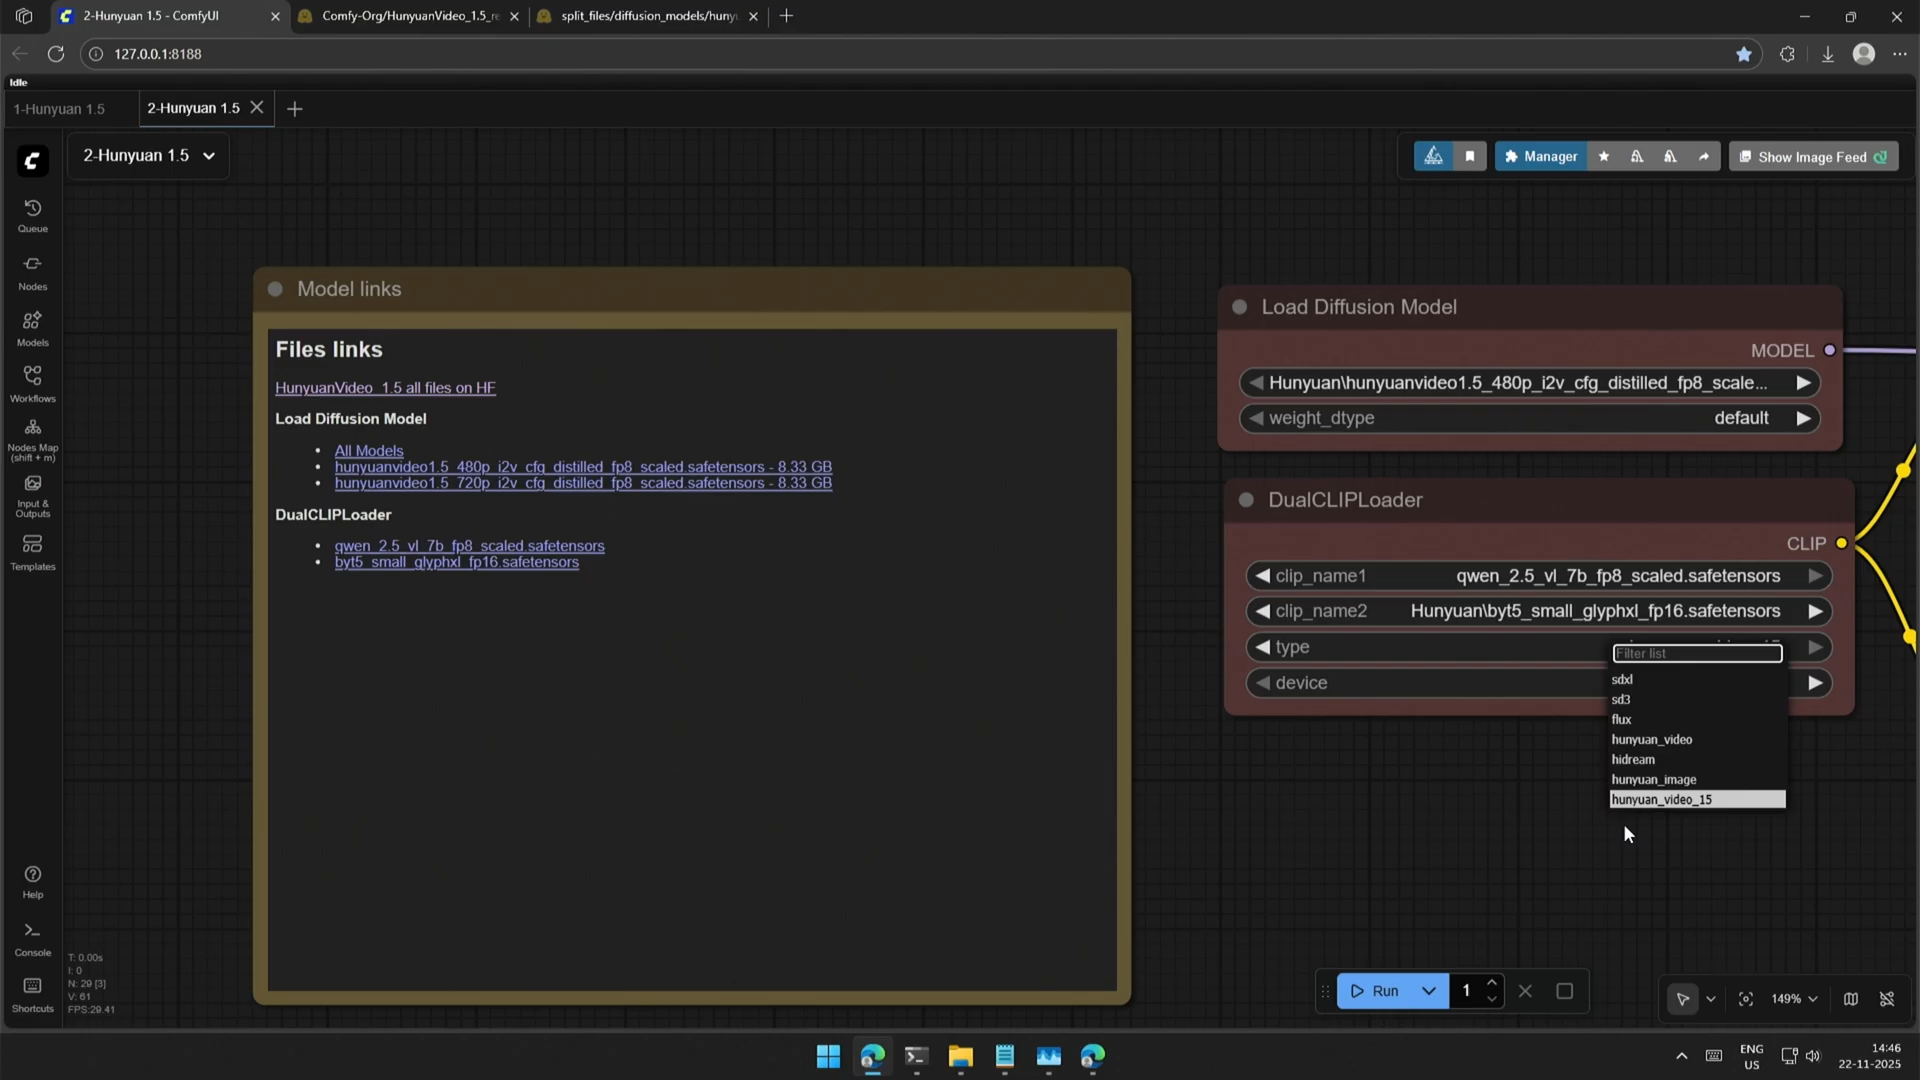 2-Hunyuan 1.5 - ComfyUI
Comfy-Org/HunyuanVideo_1.5_re
split_files/diffusion_models/huny
127.0.0.1:8188
Idle
1-Hunyuan 1.5
2-Hunyuan 1.5
2-Hunyuan 1.5
Manager
Show Image Feed
Queue
Nodes
Models
Workflows
Nodes Map
(shift + m)
Input &
Outputs
Templates
Help
Console
Shortcuts
Model links
Files links
HunyuanVideo_1.5 all files on HF
Load Diffusion Model
All Models
hunyuanvideo1.5_480p_i2v_cfg_distilled_fp8_scaled.safetensors - 8.33 GB
hunyuanvideo1.5_720p_i2v_cfg_distilled_fp8_scaled.safetensors - 8.33 GB
DualCLIPLoader
qwen_2.5_vl_7b_fp8_scaled.safetensors
byt5_small_glyphxl_fp16.safetensors
Load Diffusion Model
MODEL
Hunyuan\hunyuanvideo1.5_480p_i2v_cfg_distilled_fp8_scale...
weight_dtype default
DualCLIPLoader
CLIP
clip_name1 qwen_2.5_vl_7b_fp8_scaled.safetensors
clip_name2 Hunyuan\byt5_small_glyphxl_fp16.safetensors
type
Filter list
device
sdxl
sd3
flux
hunyuan_video
hidream
hunyuan_image
hunyuan_video_15
T: 0.00s
I: 0
N: 29 [3]
V: 61
FPS:29.41
Run
1
149%
ENG
US
14:46
22-11-2025